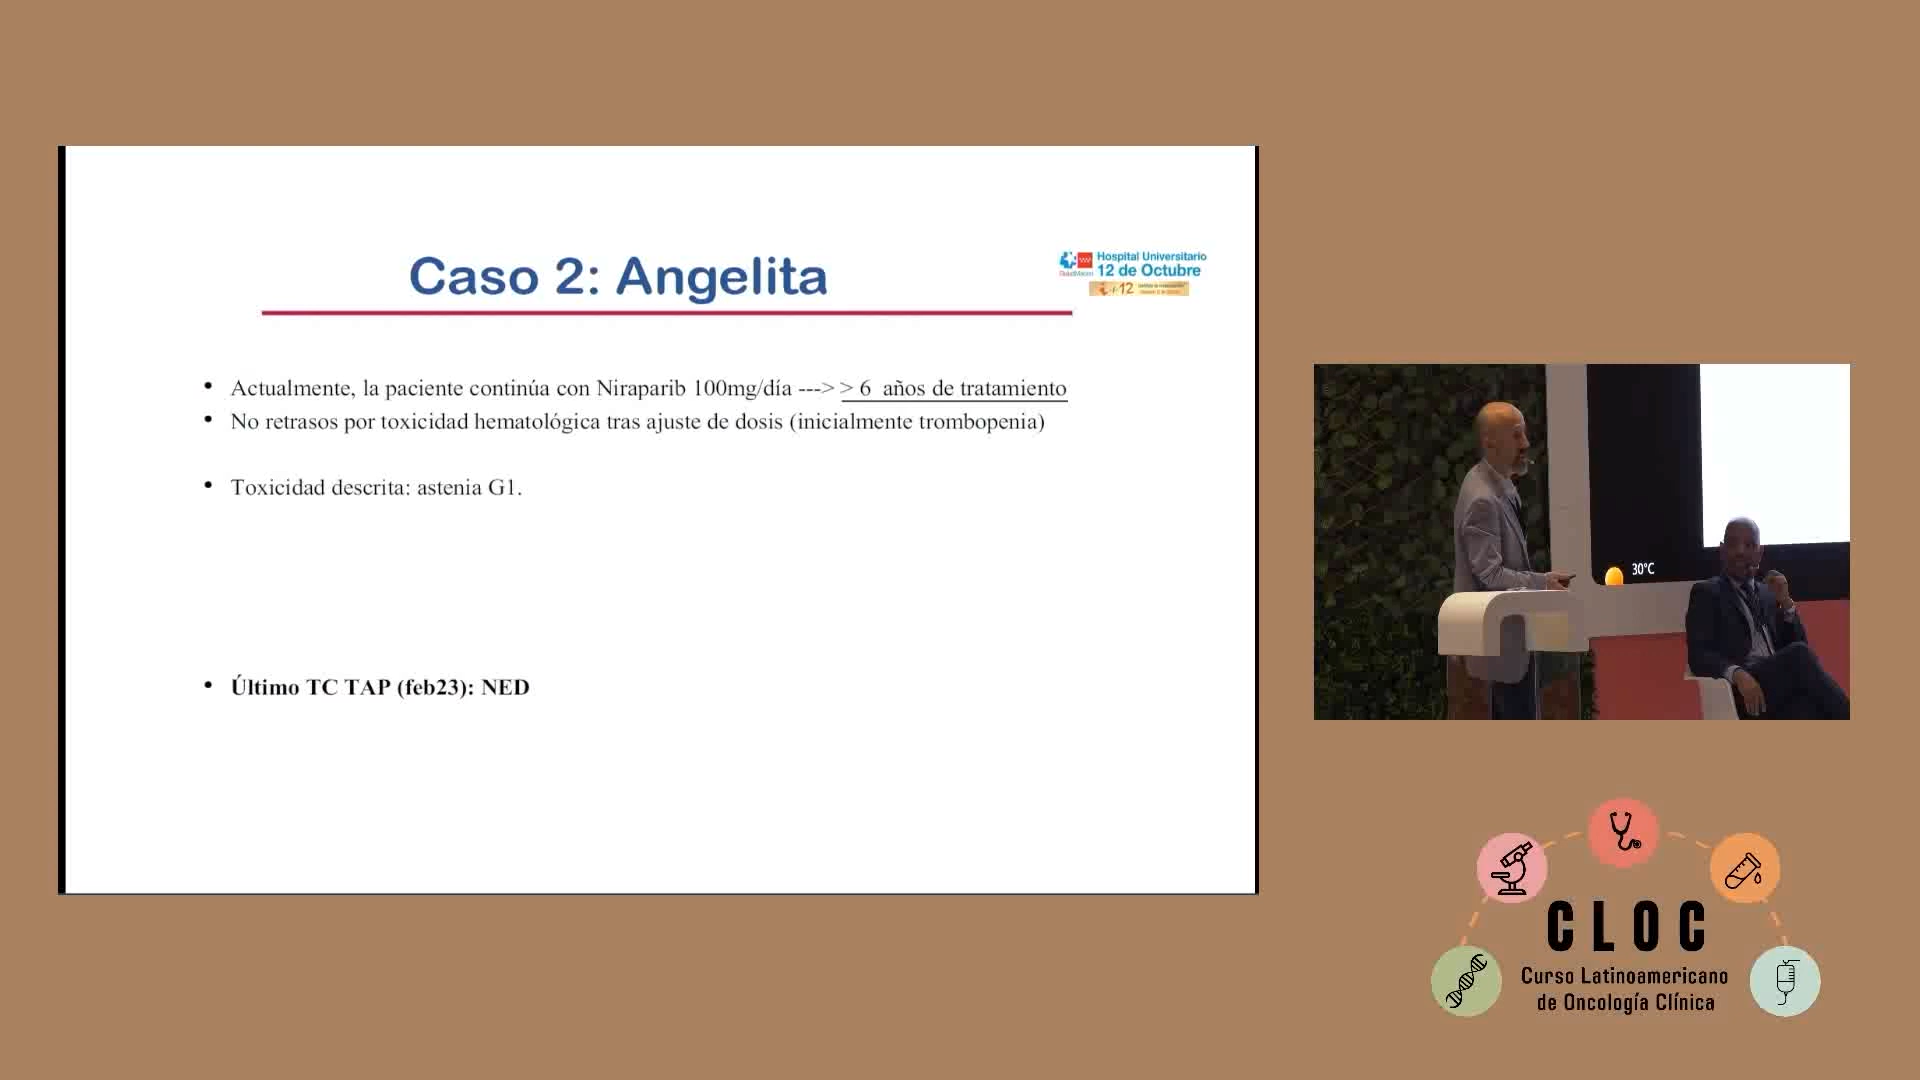 Caso 2: Angelita
Hospital Universitario
12 de Octubre
i+12
• Actualmente, la paciente continúa con Niraparib 100mg/día ---> > 6 años de tratamiento
• No retrasos por toxicidad hematológica tras ajuste de dosis (inicialmente trombopenia)
• Toxicidad descrita: astenia G1.
• Último TC TAP (feb23): NED
30°C
CLOC
Curso Latinoamericano
de Oncología Clínica